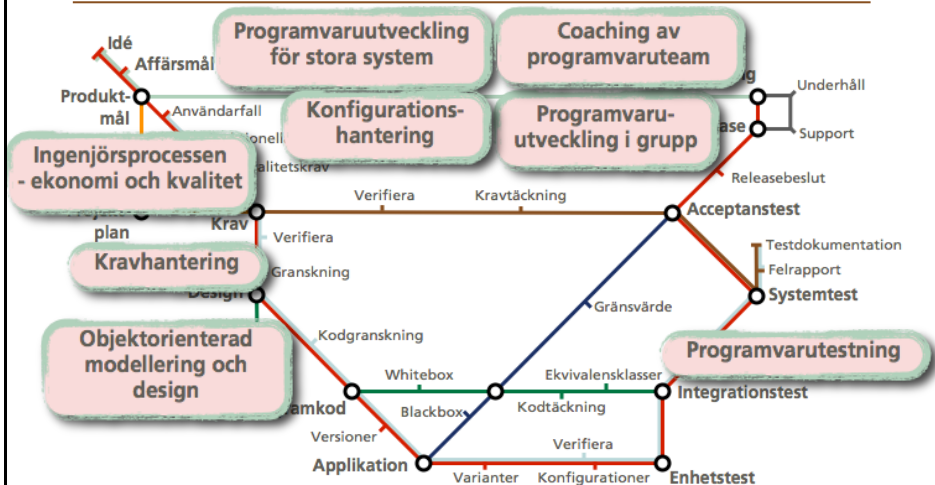 Programvaruutveckling
för stora system
Coaching av
programvaruteam
Idé
Affärsmål
Produkt-
mål
Användarfall
Konfigurations-
hantering
Programvaru-
utveckling i grupp
Underhåll
Support
Ingenjörsprocessen
- ekonomi och kvalitet
Releasebeslut
Verifiera
Kravtäckning
Acceptanstest
plan
Krav
Verifiera
Kravhantering
Granskning
Design
Testdokumentation
Felrapport
Systemtest
Gränsvärde
Objektorienterad
modellering och
design
Kodgranskning
Programvarutestning
Whitebox
Ekvivalensklasser
Blackbox
Kodtäckning
Integrationstest
Versioner
Applikation
Verifiera
Varianter
Konfigurationer
Enhetstest